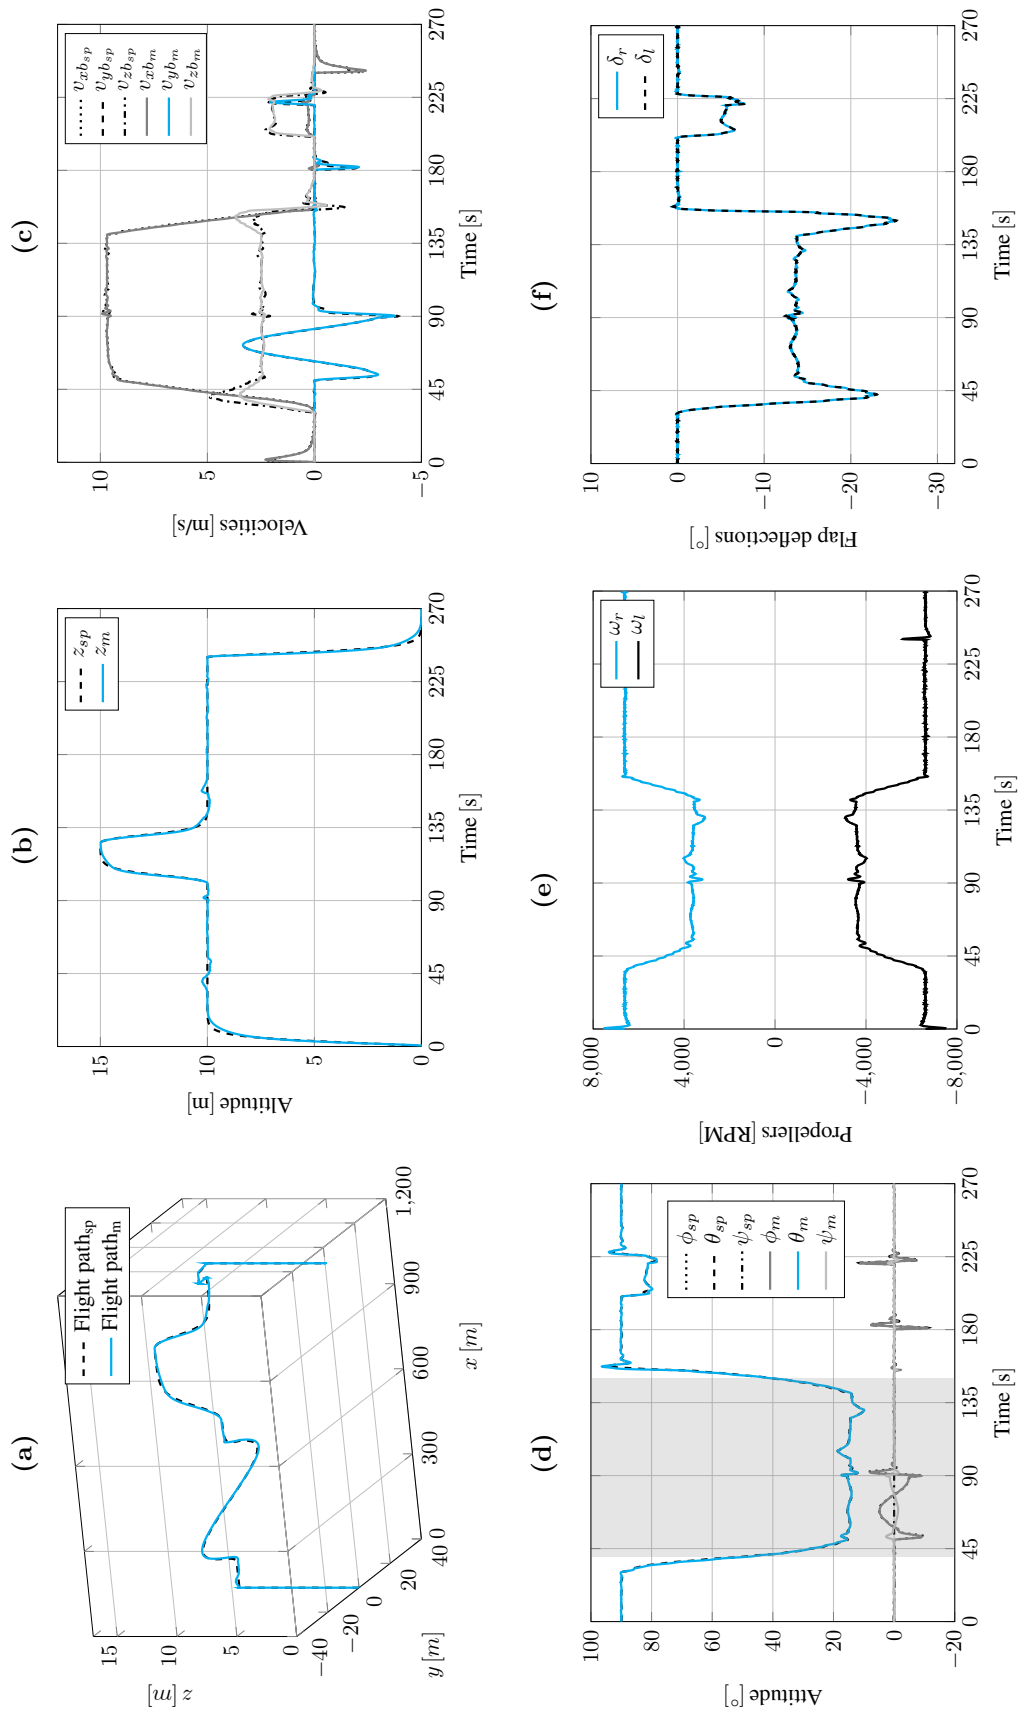 (a)
Flight path_sp
Flight path_m
z [m]
15
10
5
0
y [m]
−40
−20
0
20
40
0
300
600
900
1,200
x [m]
(b)
z_sp
z_m
Altitude [m]
15
10
5
0
0 45 90 135 180 225 270
Time [s]
(c)
v_xb_sp
v_yb_sp
v_zb_sp
v_xb_m
v_yb_m
v_zb_m
Velocities [m/s]
10
5
0
−5
0 45 90 135 180 225 270
Time [s]
(d)
ϕ_sp
θ_sp
ψ_sp
ϕ_m
θ_m
ψ_m
Attitude [°]
100
80
60
40
20
0
−20
0 45 90 135 180 225 270
Time [s]
(e)
ω_r
ω_l
Propellers [RPM]
8,000
4,000
0
−4,000
−8,000
0 45 90 135 180 225 270
Time [s]
(f)
δ_r
δ_l
Flap deflections [°]
10
0
−10
−20
−30
0 45 90 135 180 225 270
Time [s]